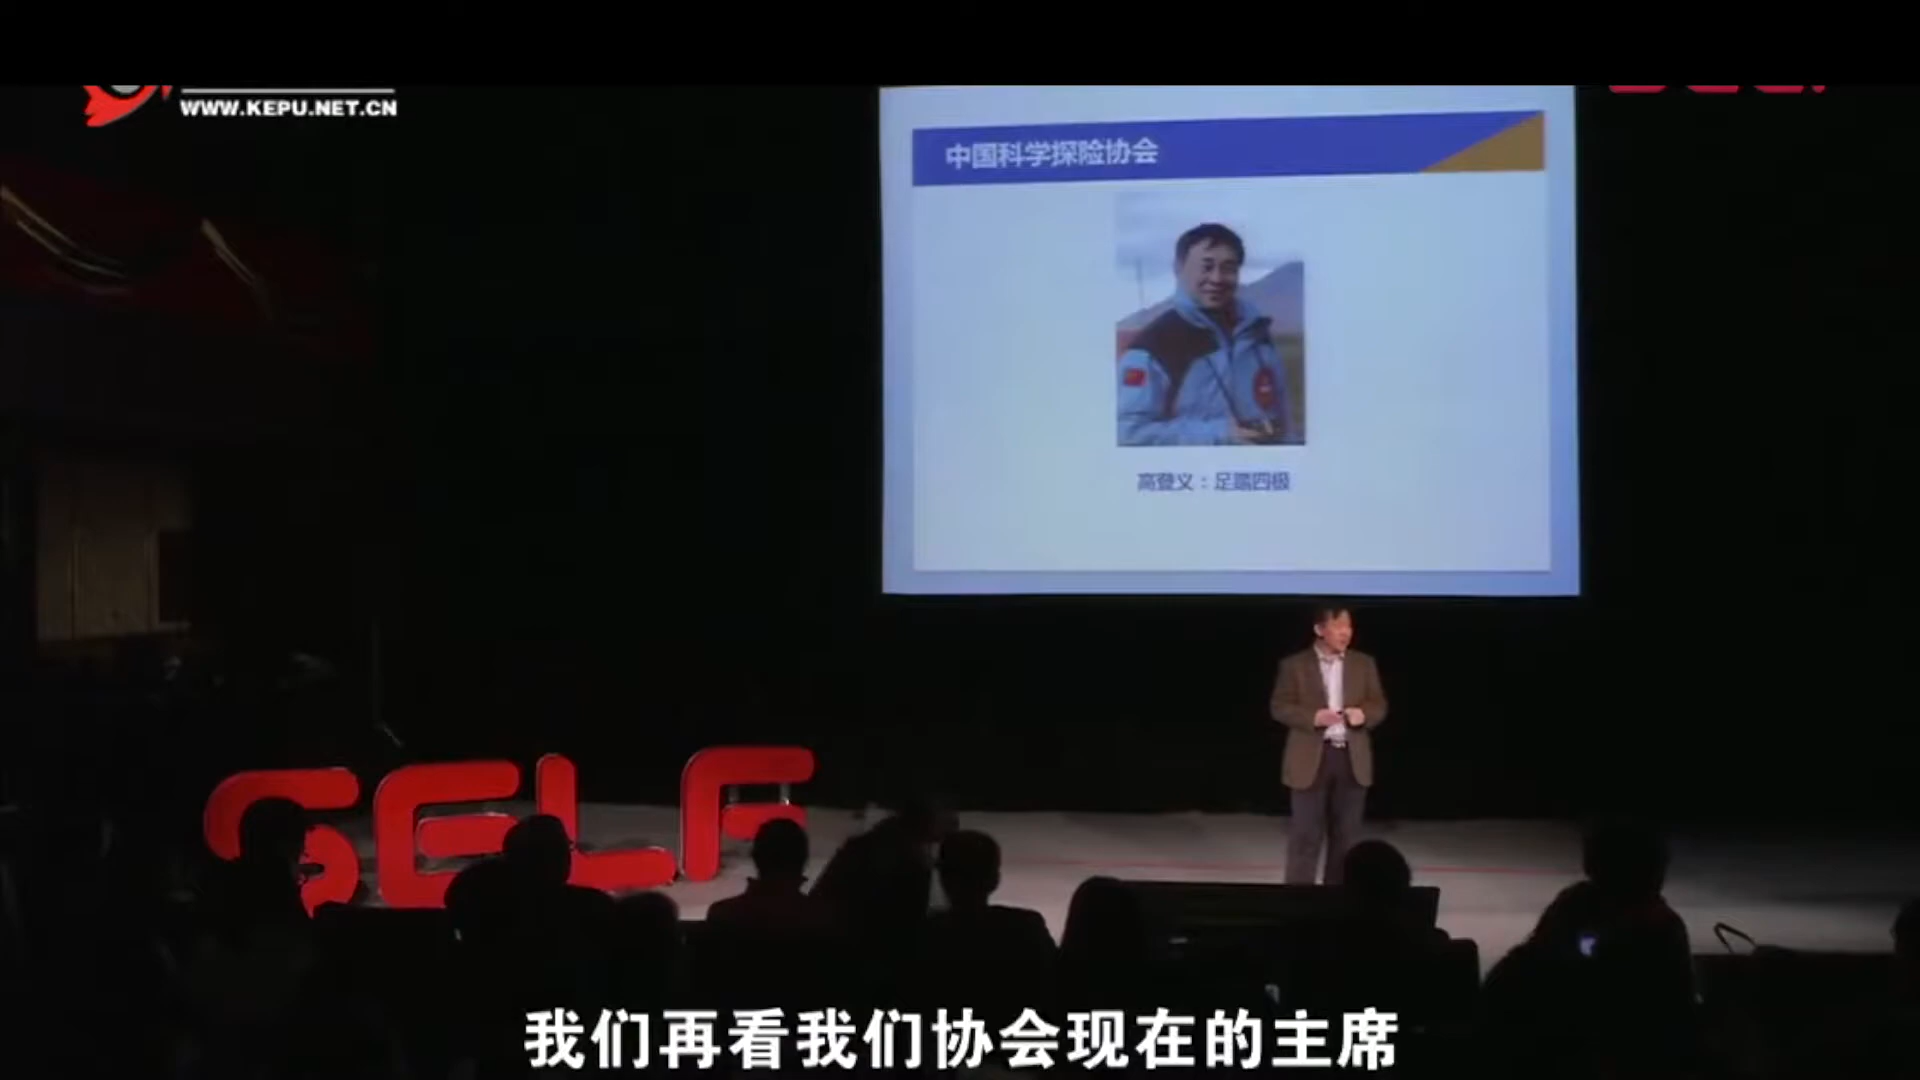 WWW.KEPU.NET.CN
中国科学探险协会
高登义：足踏四极
SELF
我们再看我们协会现在的主席